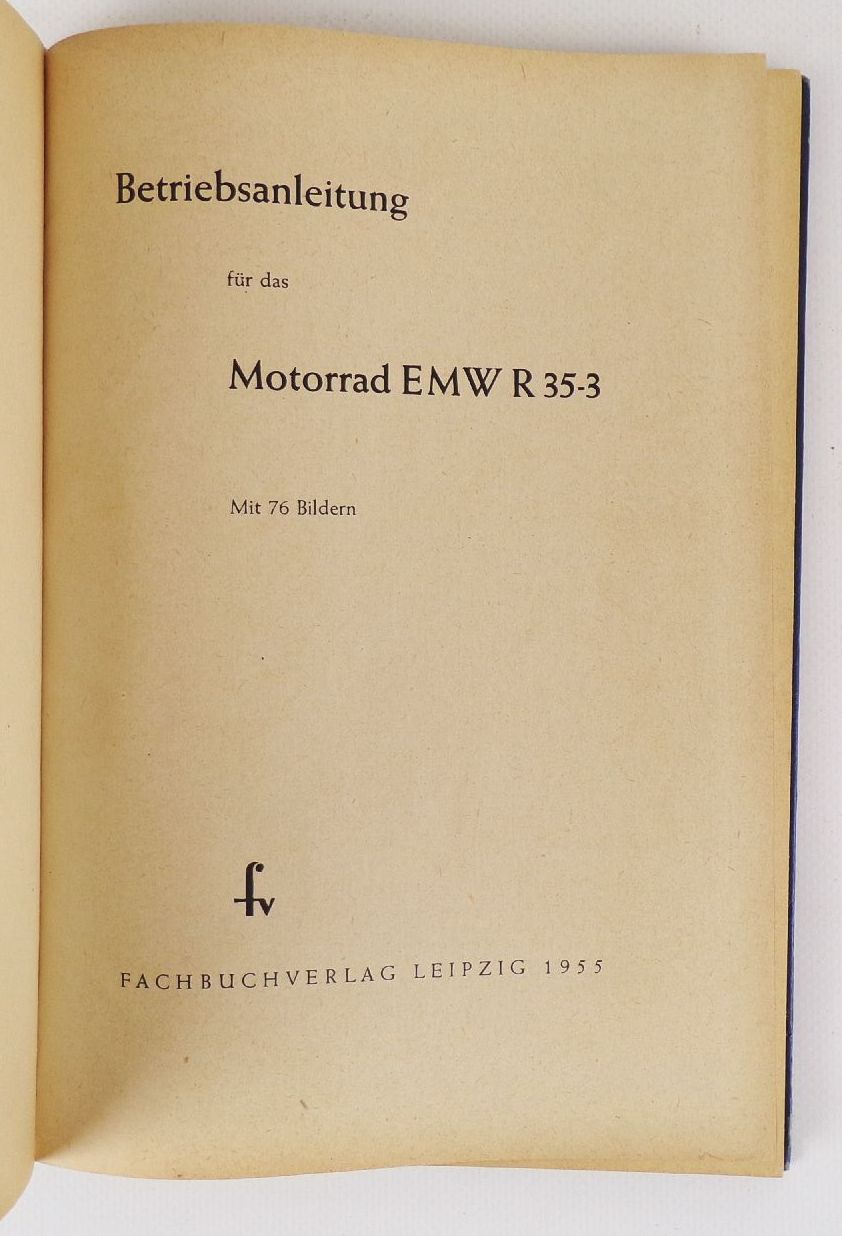 Betriebsanleitung
für das
Motorrad EMW R 35-3
Mit 76 Bildern
fv
FACHBUCHVERLAG LEIPZIG 1955